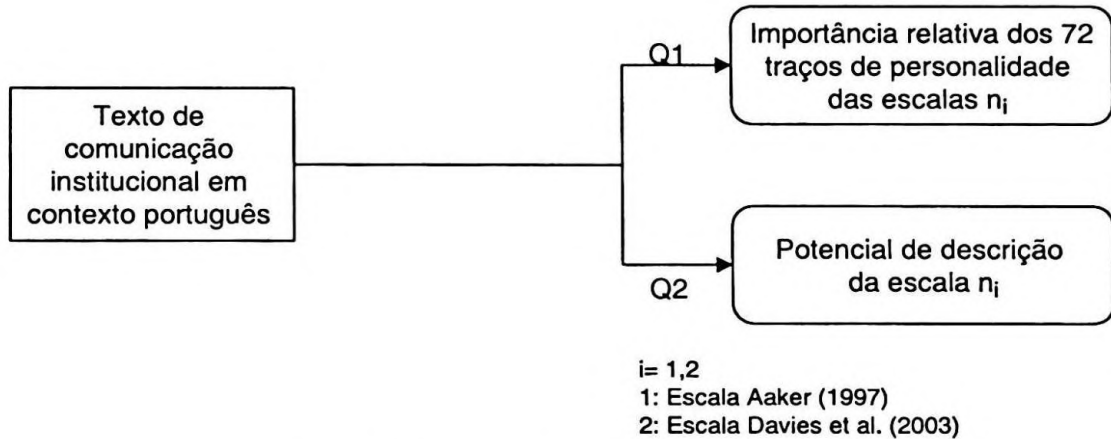 Texto de
comunicação
institucional em
contexto português
Q1
Importância relativa dos 72
traços de personalidade
das escalas ni
Q2
Potencial de descrição
da escala ni
i= 1,2
1: Escala Aaker (1997)
2: Escala Davies et al. (2003)